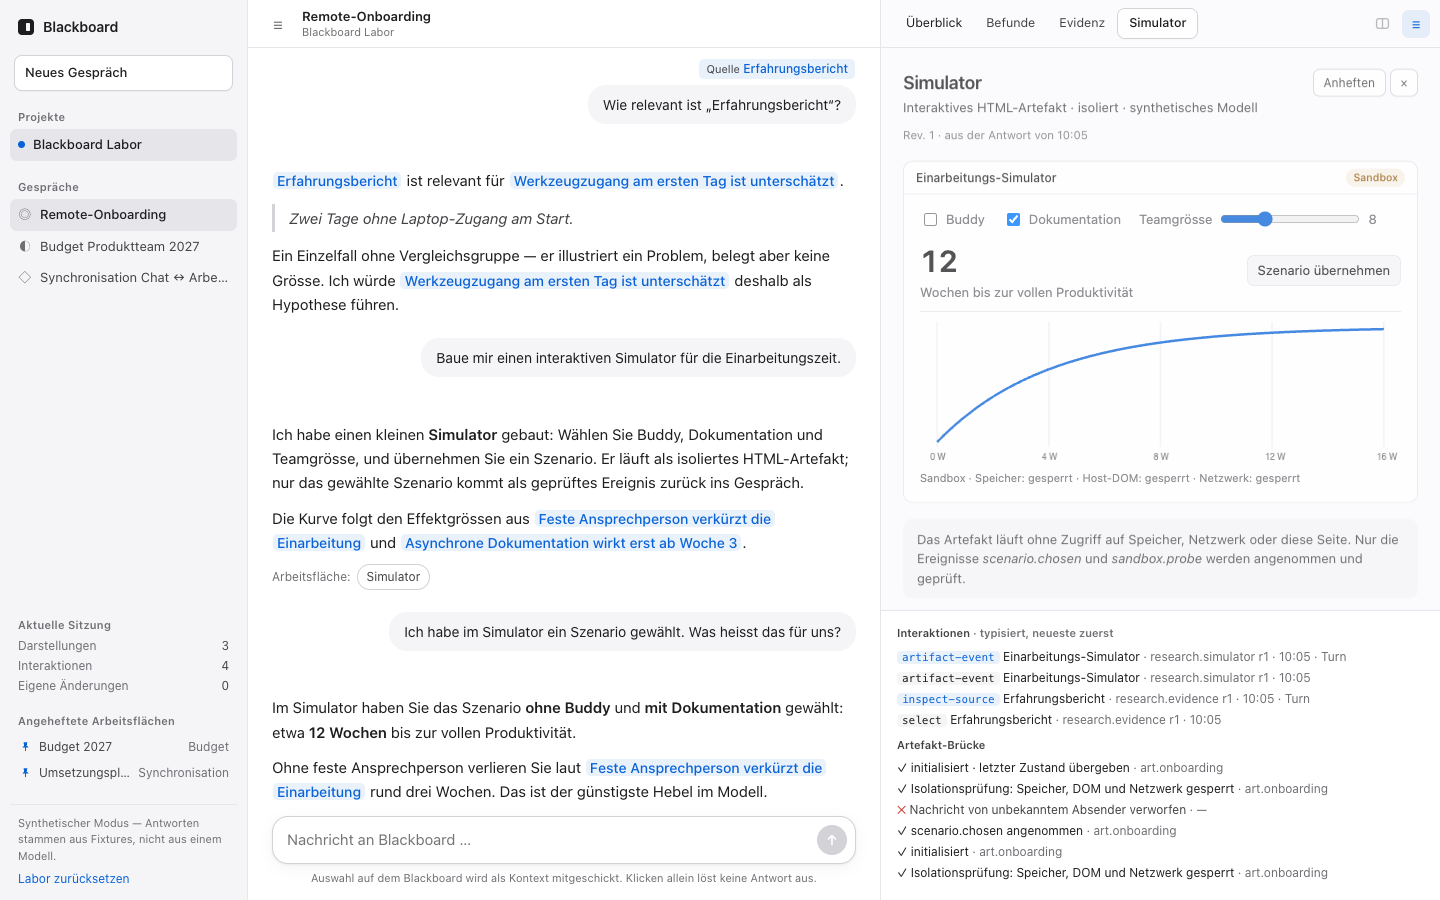 Blackboard
Neues Gespräch
Projekte
Blackboard Labor
Gespräche
Remote-Onboarding
Budget Produktteam 2027
Synchronisation Chat ↔ Arbe...
Aktuelle Sitzung
Darstellungen 3
Interaktionen 4
Eigene Änderungen 0
Angeheftete Arbeitsflächen
Budget 2027 Budget
Umsetzungspl... Synchronisation
Synthetischer Modus — Antworten
stammen aus Fixtures, nicht aus einem
Modell.
Labor zurücksetzen
Remote-Onboarding
Blackboard Labor
Quelle Erfahrungsbericht
Wie relevant ist „Erfahrungsbericht“?
Erfahrungsbericht ist relevant für Werkzeugzugang am ersten Tag ist unterschätzt.
Zwei Tage ohne Laptop-Zugang am Start.
Ein Einzelfall ohne Vergleichsgruppe — er illustriert ein Problem, belegt aber keine
Grösse. Ich würde Werkzeugzugang am ersten Tag ist unterschätzt deshalb als
Hypothese führen.
Baue mir einen interaktiven Simulator für die Einarbeitungszeit.
Ich habe einen kleinen Simulator gebaut: Wählen Sie Buddy, Dokumentation und
Teamgrösse, und übernehmen Sie ein Szenario. Er läuft als isoliertes HTML-Artefakt;
nur das gewählte Szenario kommt als geprüftes Ereignis zurück ins Gespräch.
Die Kurve folgt den Effektgrössen aus Feste Ansprechperson verkürzt die
Einarbeitung und Asynchrone Dokumentation wirkt erst ab Woche 3.
Arbeitsfläche: Simulator
Ich habe im Simulator ein Szenario gewählt. Was heisst das für uns?
Im Simulator haben Sie das Szenario ohne Buddy und mit Dokumentation gewählt:
etwa 12 Wochen bis zur vollen Produktivität.
Ohne feste Ansprechperson verlieren Sie laut Feste Ansprechperson verkürzt die
Einarbeitung rund drei Wochen. Das ist der günstigste Hebel im Modell.
Nachricht an Blackboard ...
Auswahl auf dem Blackboard wird als Kontext mitgeschickt. Klicken allein löst keine Antwort aus.
Überblick Befunde Evidenz Simulator
Simulator
Anheften ×
Interaktives HTML-Artefakt · isoliert · synthetisches Modell
Rev. 1 · aus der Antwort von 10:05
Einarbeitungs-Simulator Sandbox
Buddy Dokumentation Teamgrösse 8
12
Wochen bis zur vollen Produktivität
Szenario übernehmen
0 W 4 W 8 W 12 W 16 W
Sandbox · Speicher: gesperrt · Host-DOM: gesperrt · Netzwerk: gesperrt
Das Artefakt läuft ohne Zugriff auf Speicher, Netzwerk oder diese Seite. Nur die
Ereignisse scenario.chosen und sandbox.probe werden angenommen und
geprüft.
Interaktionen · typisiert, neueste zuerst
artifact-event Einarbeitungs-Simulator · research.simulator r1 · 10:05 · Turn
artifact-event Einarbeitungs-Simulator · research.simulator r1 · 10:05
inspect-source Erfahrungsbericht · research.evidence r1 · 10:05 · Turn
select Erfahrungsbericht · research.evidence r1 · 10:05
Artefakt-Brücke
✓ initialisiert · letzter Zustand übergeben · art.onboarding
✓ Isolationsprüfung: Speicher, DOM und Netzwerk gesperrt · art.onboarding
✕ Nachricht von unbekanntem Absender verworfen · —
✓ scenario.chosen angenommen · art.onboarding
✓ initialisiert · art.onboarding
✓ Isolationsprüfung: Speicher, DOM und Netzwerk gesperrt · art.onboarding